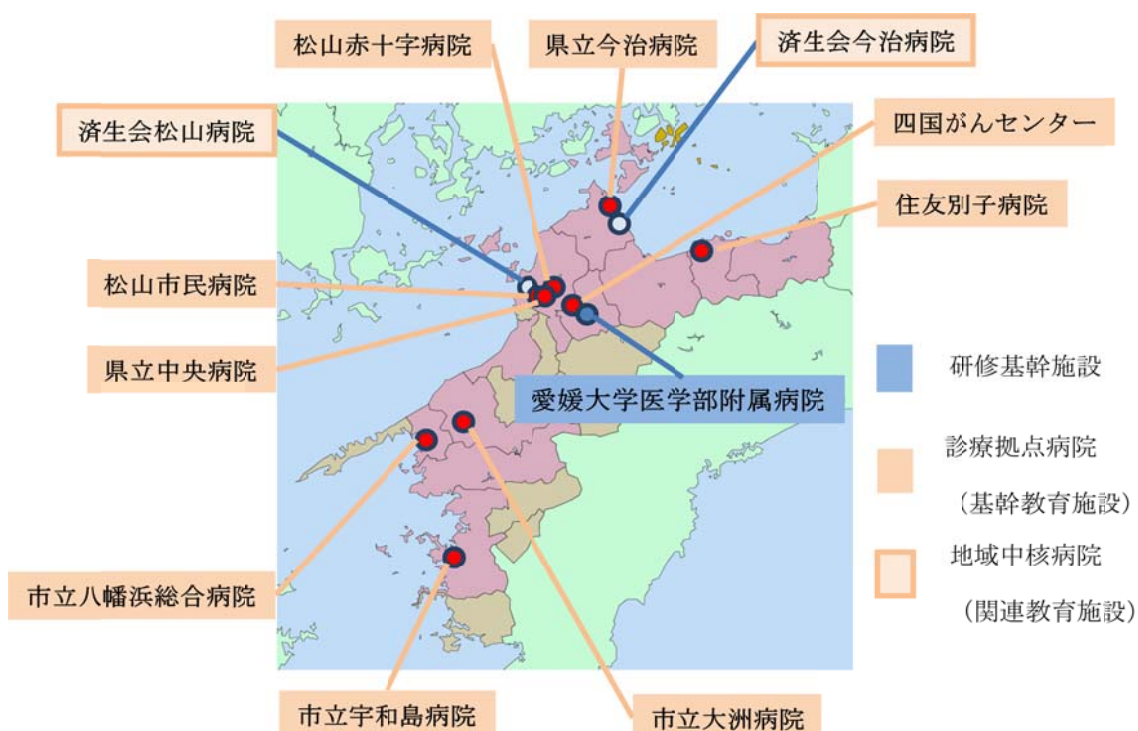 松山赤十字病院
県立今治病院
済生会今治病院
済生会松山病院
四国がんセンター
住友別子病院
松山市民病院
県立中央病院
愛媛大学医学部附属病院
研修基幹施設
診療拠点病院
（基幹教育施設）
地域中核病院
（関連教育施設）
市立八幡浜総合病院
市立宇和島病院
市立大洲病院